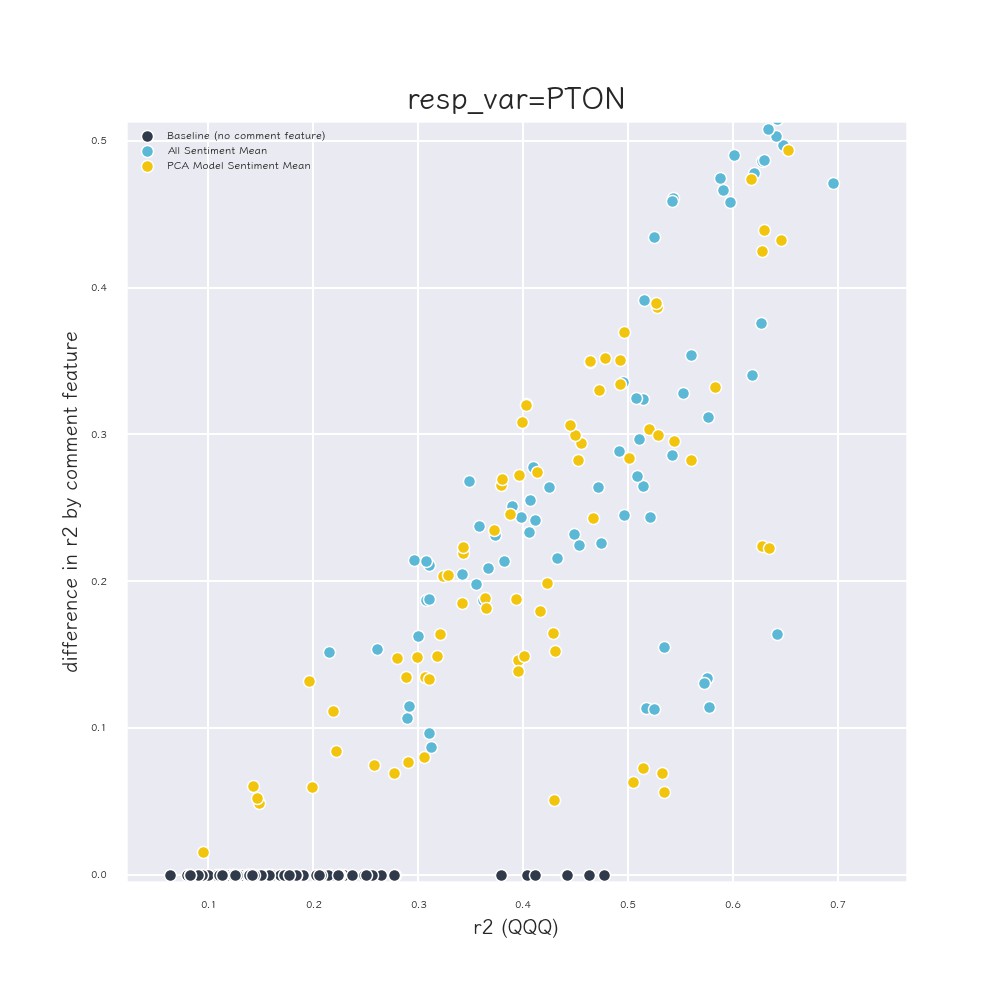 resp_var=PTON
Baseline (no comment feature)
All Sentiment Mean
PCA Model Sentiment Mean
difference in r2 by comment feature
0.5
0.4
0.3
0.2
0.1
0.0
0.1 0.2 0.3 0.4 0.5 0.6 0.7
r2 (QQQ)